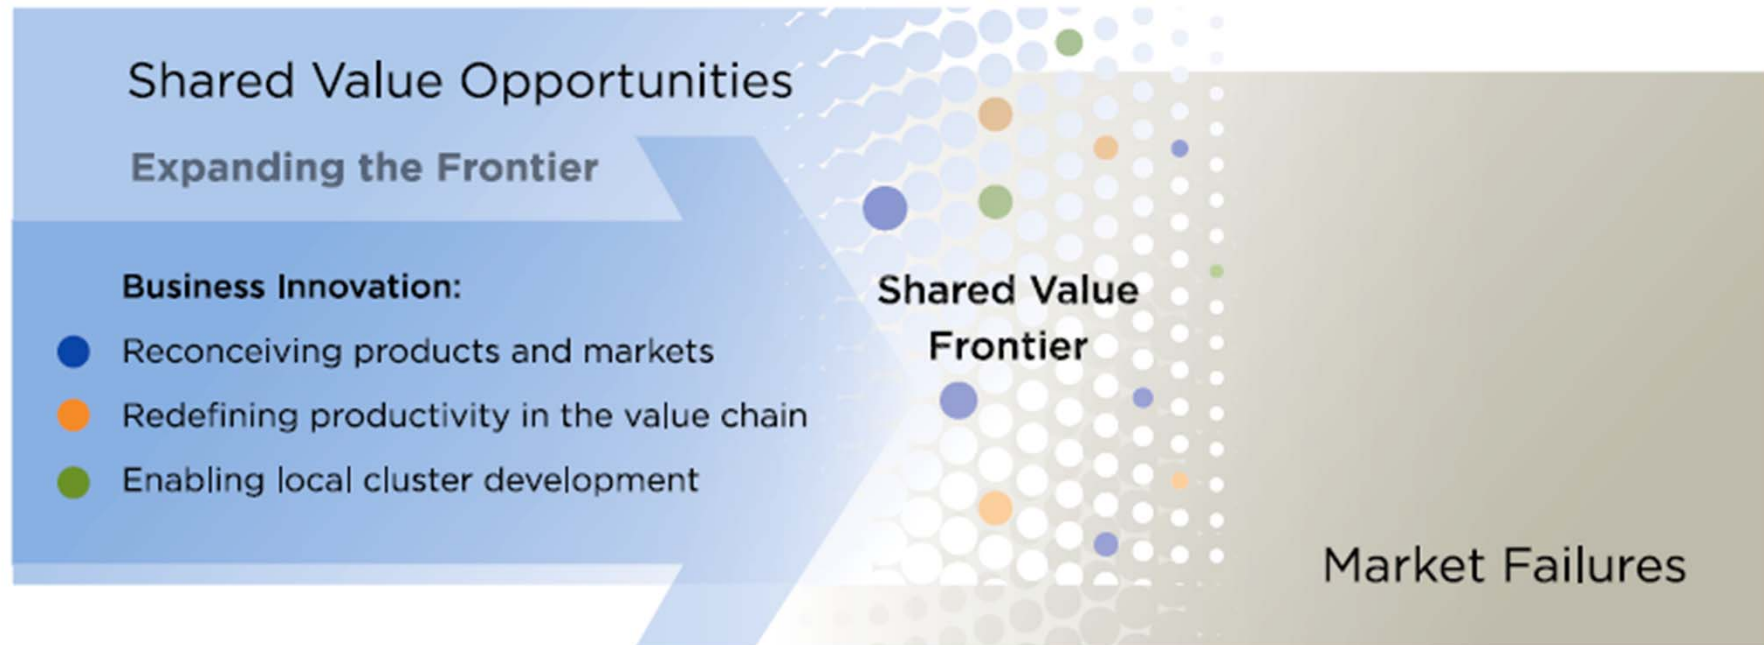 Shared Value Opportunities
Expanding the Frontier
Business Innovation:
Reconceiving products and markets
Redefining productivity in the value chain
Enabling local cluster development
Shared Value
Frontier
Market Failures